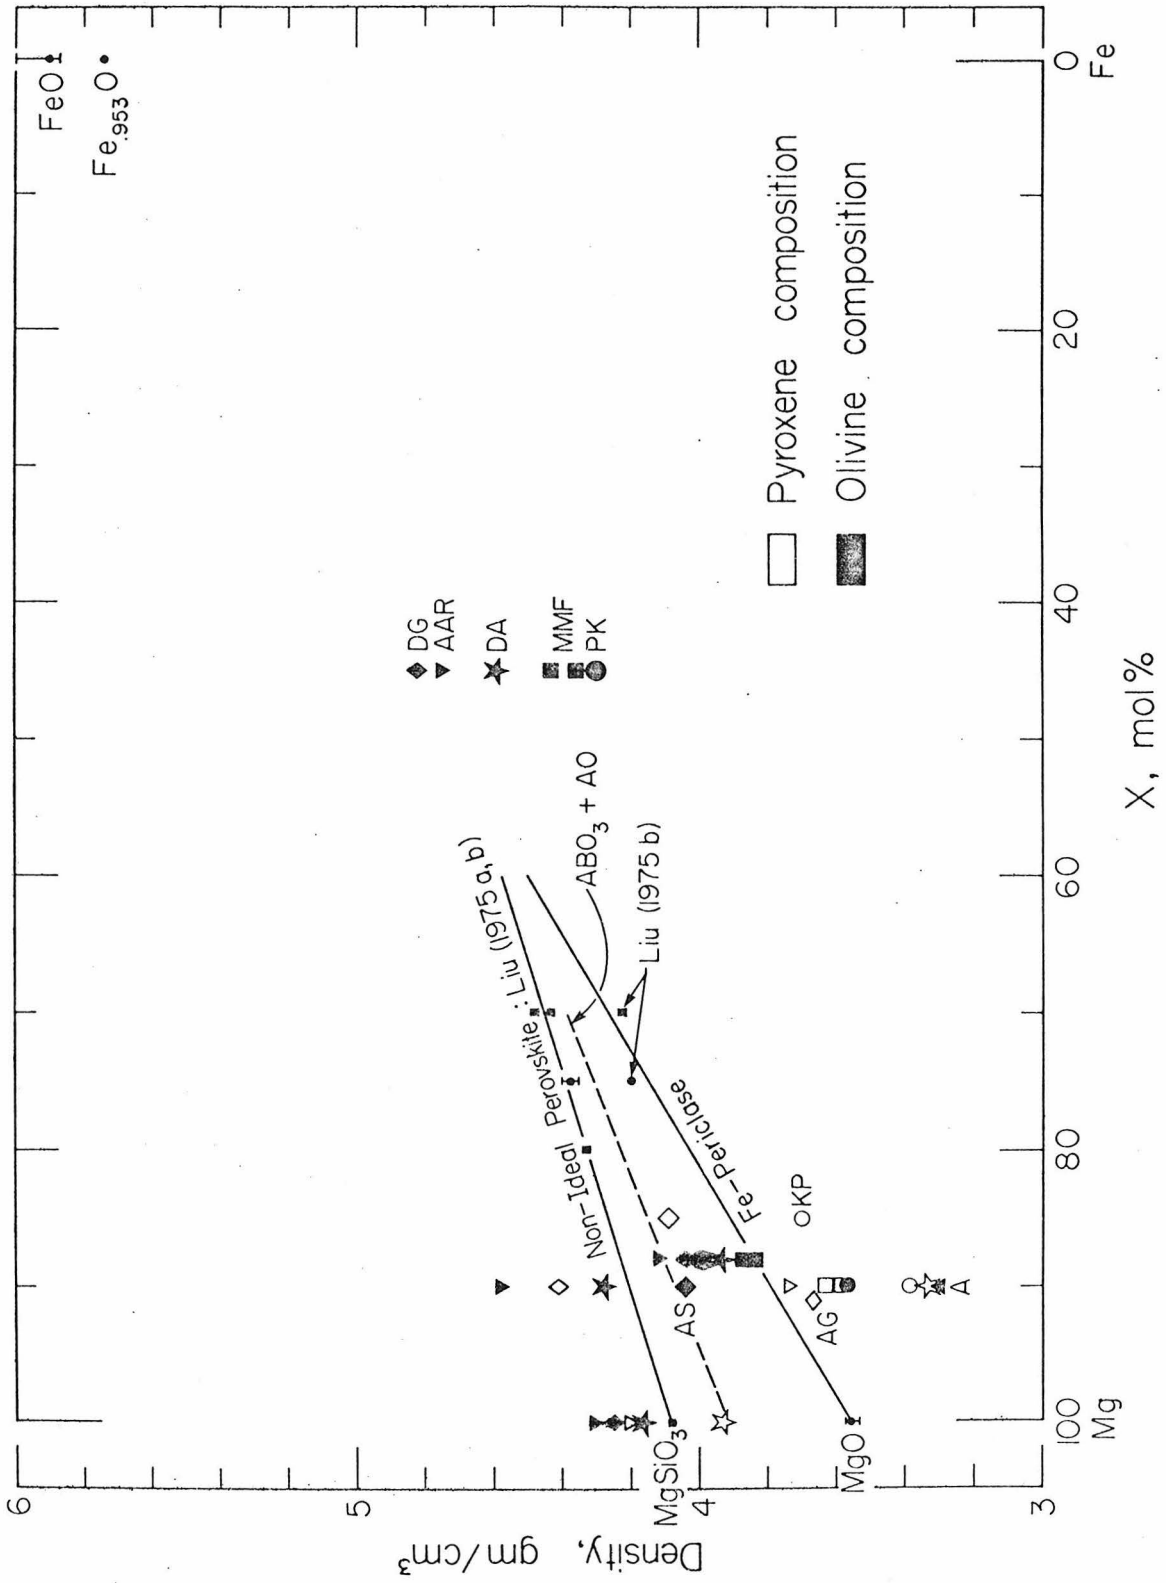 6
5
4
3
Density, gm/cm³
FeO
Fe.953O
DG
AAR
DA
MMF
PK
Non-Ideal Perovskite : Liu (1975 a, b)
ABO₃ + AO
Liu (1975 b)
Fe-Periclase
OKP
AS
AG
A
MgSiO₃
MgO
Pyroxene composition
Olivine composition
100
80
60
40
20
0
Mg
Fe
X, mol %